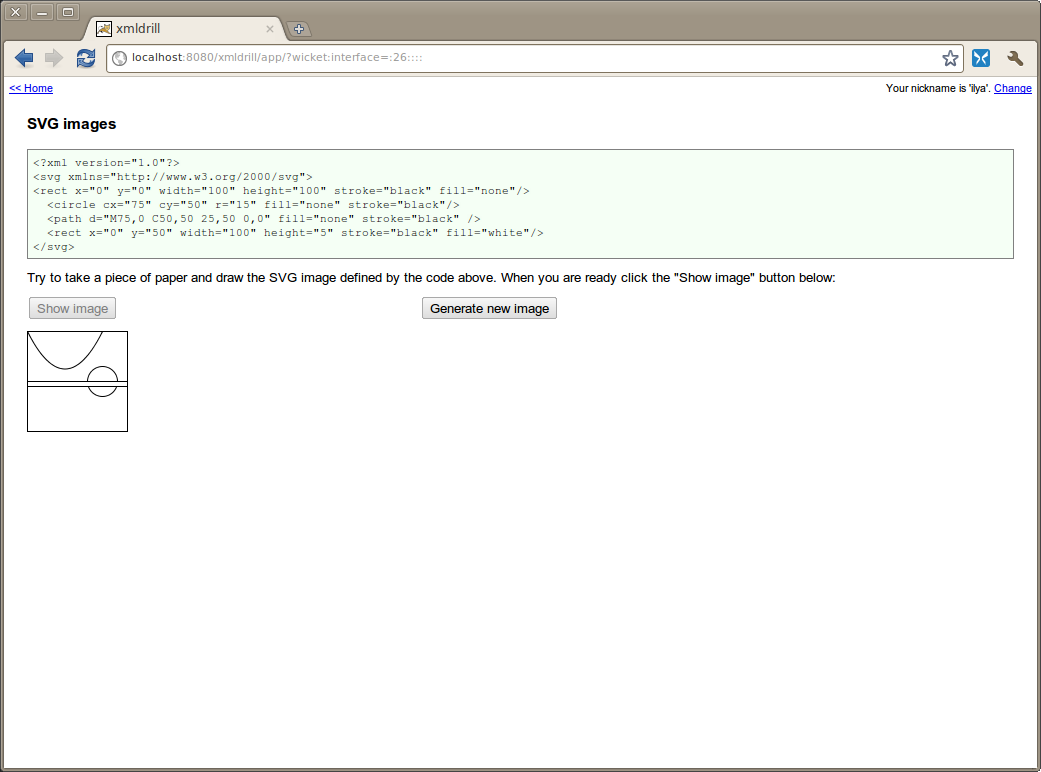 xmldrill
localhost:8080/xmldrill/app/?wicket:interface=:26::::
<< Home
Your nickname is 'ilya'. Change
SVG images
<?xml version="1.0"?>
<svg xmlns="http://www.w3.org/2000/svg">
<rect x="0" y="0" width="100" height="100" stroke="black" fill="none"/>
  <circle cx="75" cy="50" r="15" fill="none" stroke="black"/>
  <path d="M75,0 C50,50 25,50 0,0" fill="none" stroke="black" />
  <rect x="0" y="50" width="100" height="5" stroke="black" fill="white"/>
</svg>
Try to take a piece of paper and draw the SVG image defined by the code above. When you are ready click the "Show image" button below:
Show image
Generate new image